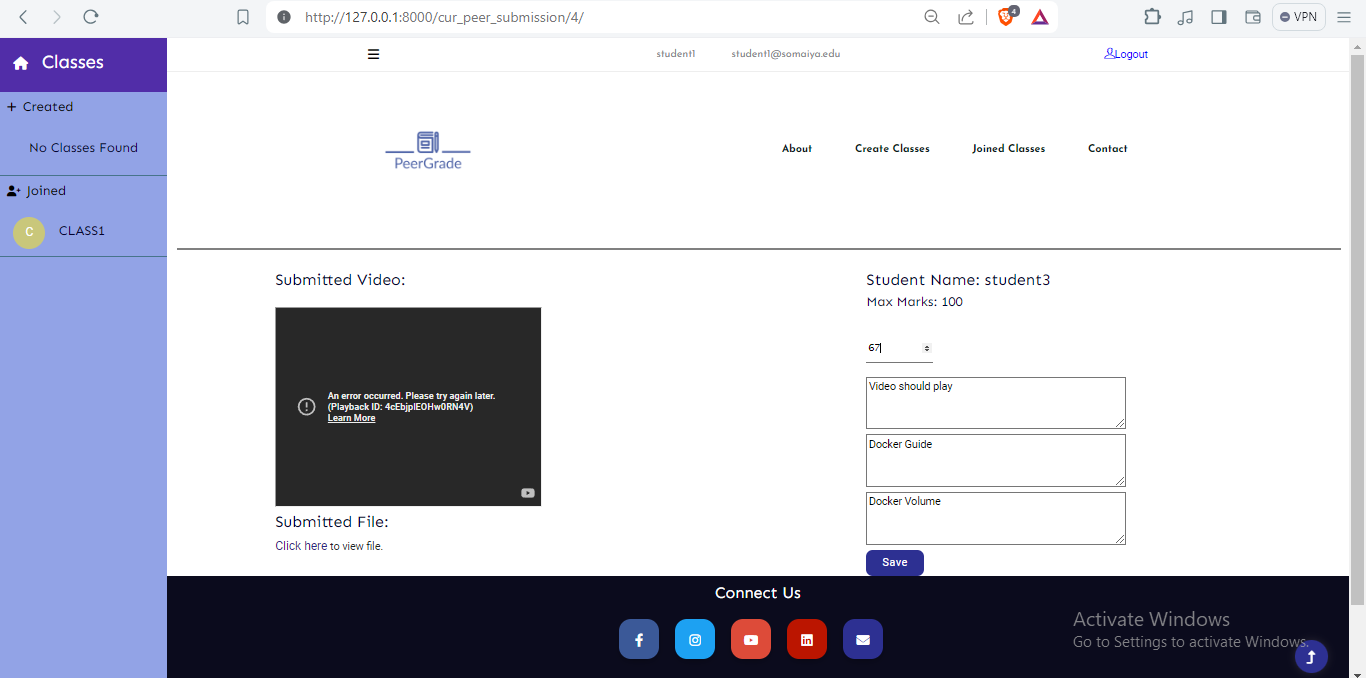 http://127.0.0.1:8000/cur_peer_submission/4/
4
VPN
Classes
student1
student1@somaiya.edu
Logout
Created
No Classes Found
Joined
C
CLASS1
PeerGrade
About
Create Classes
Joined Classes
Contact
Submitted Video:
An error occurred. Please try again later.
(Playback ID: 4cEbjpIEOHw0RN4V)
Learn More
Submitted File:
Click here to view file.
Student Name: student3
Max Marks: 100
67
Video should play
Docker Guide
Docker Volume
Save
Connect Us
Activate Windows
Go to Settings to activate Windows.